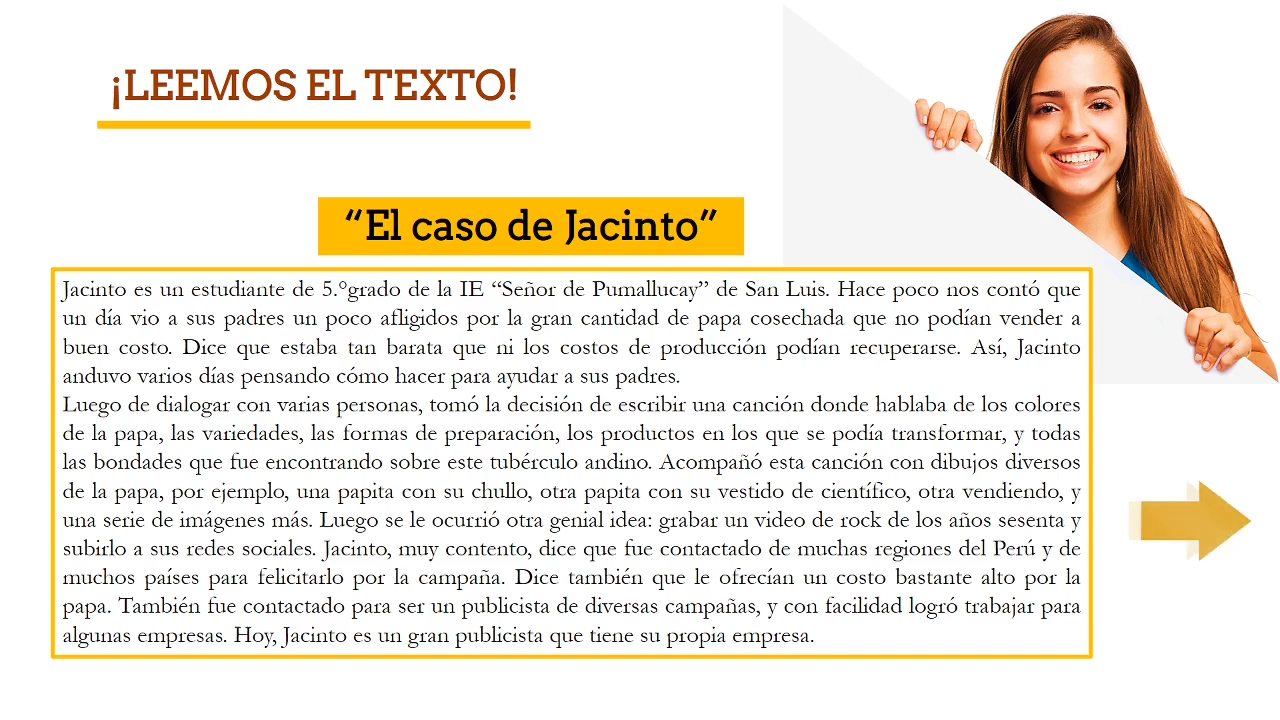 ¡LEEMOS EL TEXTO!
“El caso de Jacinto”
Jacinto es un estudiante de 5.°grado de la IE “Señor de Pumallucay” de San Luis. Hace poco nos contó que
un día vio a sus padres un poco afligidos por la gran cantidad de papa cosechada que no podían vender a
buen costo. Dice que estaba tan barata que ni los costos de producción podían recuperarse. Así, Jacinto
anduvo varios días pensando cómo hacer para ayudar a sus padres.
Luego de dialogar con varias personas, tomó la decisión de escribir una canción donde hablaba de los colores
de la papa, las variedades, las formas de preparación, los productos en los que se podía transformar, y todas
las bondades que fue encontrando sobre este tubérculo andino. Acompañó esta canción con dibujos diversos
de la papa, por ejemplo, una papita con su chullo, otra papita con su vestido de científico, otra vendiendo, y
una serie de imágenes más. Luego se le ocurrió otra genial idea: grabar un video de rock de los años sesenta y
subirlo a sus redes sociales. Jacinto, muy contento, dice que fue contactado de muchas regiones del Perú y de
muchos países para felicitarlo por la campaña. Dice también que le ofrecían un costo bastante alto por la
papa. También fue contactado para ser un publicista de diversas campañas, y con facilidad logró trabajar para
algunas empresas. Hoy, Jacinto es un gran publicista que tiene su propia empresa.